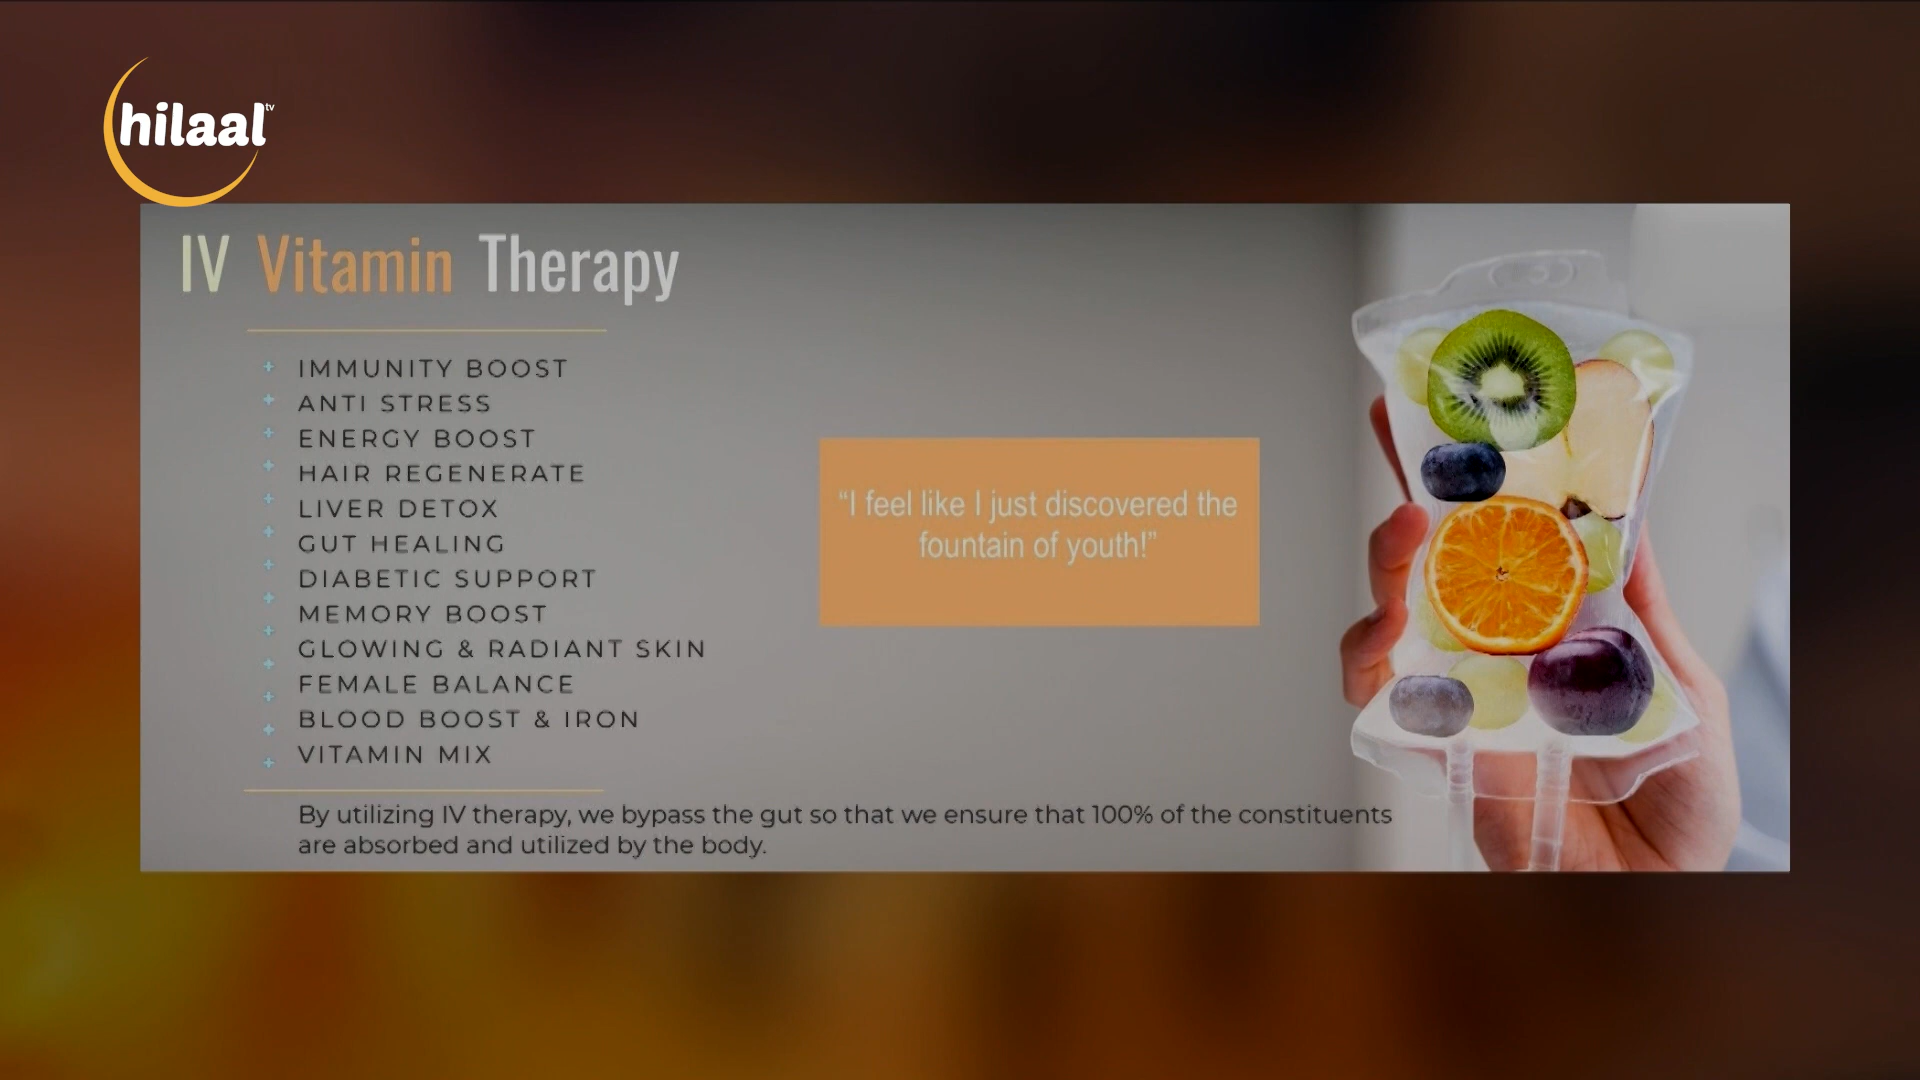 hilaal tv
IV Vitamin Therapy
IMMUNITY BOOST
ANTI STRESS
ENERGY BOOST
HAIR REGENERATE
LIVER DETOX
GUT HEALING
DIABETIC SUPPORT
MEMORY BOOST
GLOWING & RADIANT SKIN
FEMALE BALANCE
BLOOD BOOST & IRON
VITAMIN MIX
“I feel like I just discovered the
fountain of youth!”
By utilizing IV therapy, we bypass the gut so that we ensure that 100% of the constituents
are absorbed and utilized by the body.